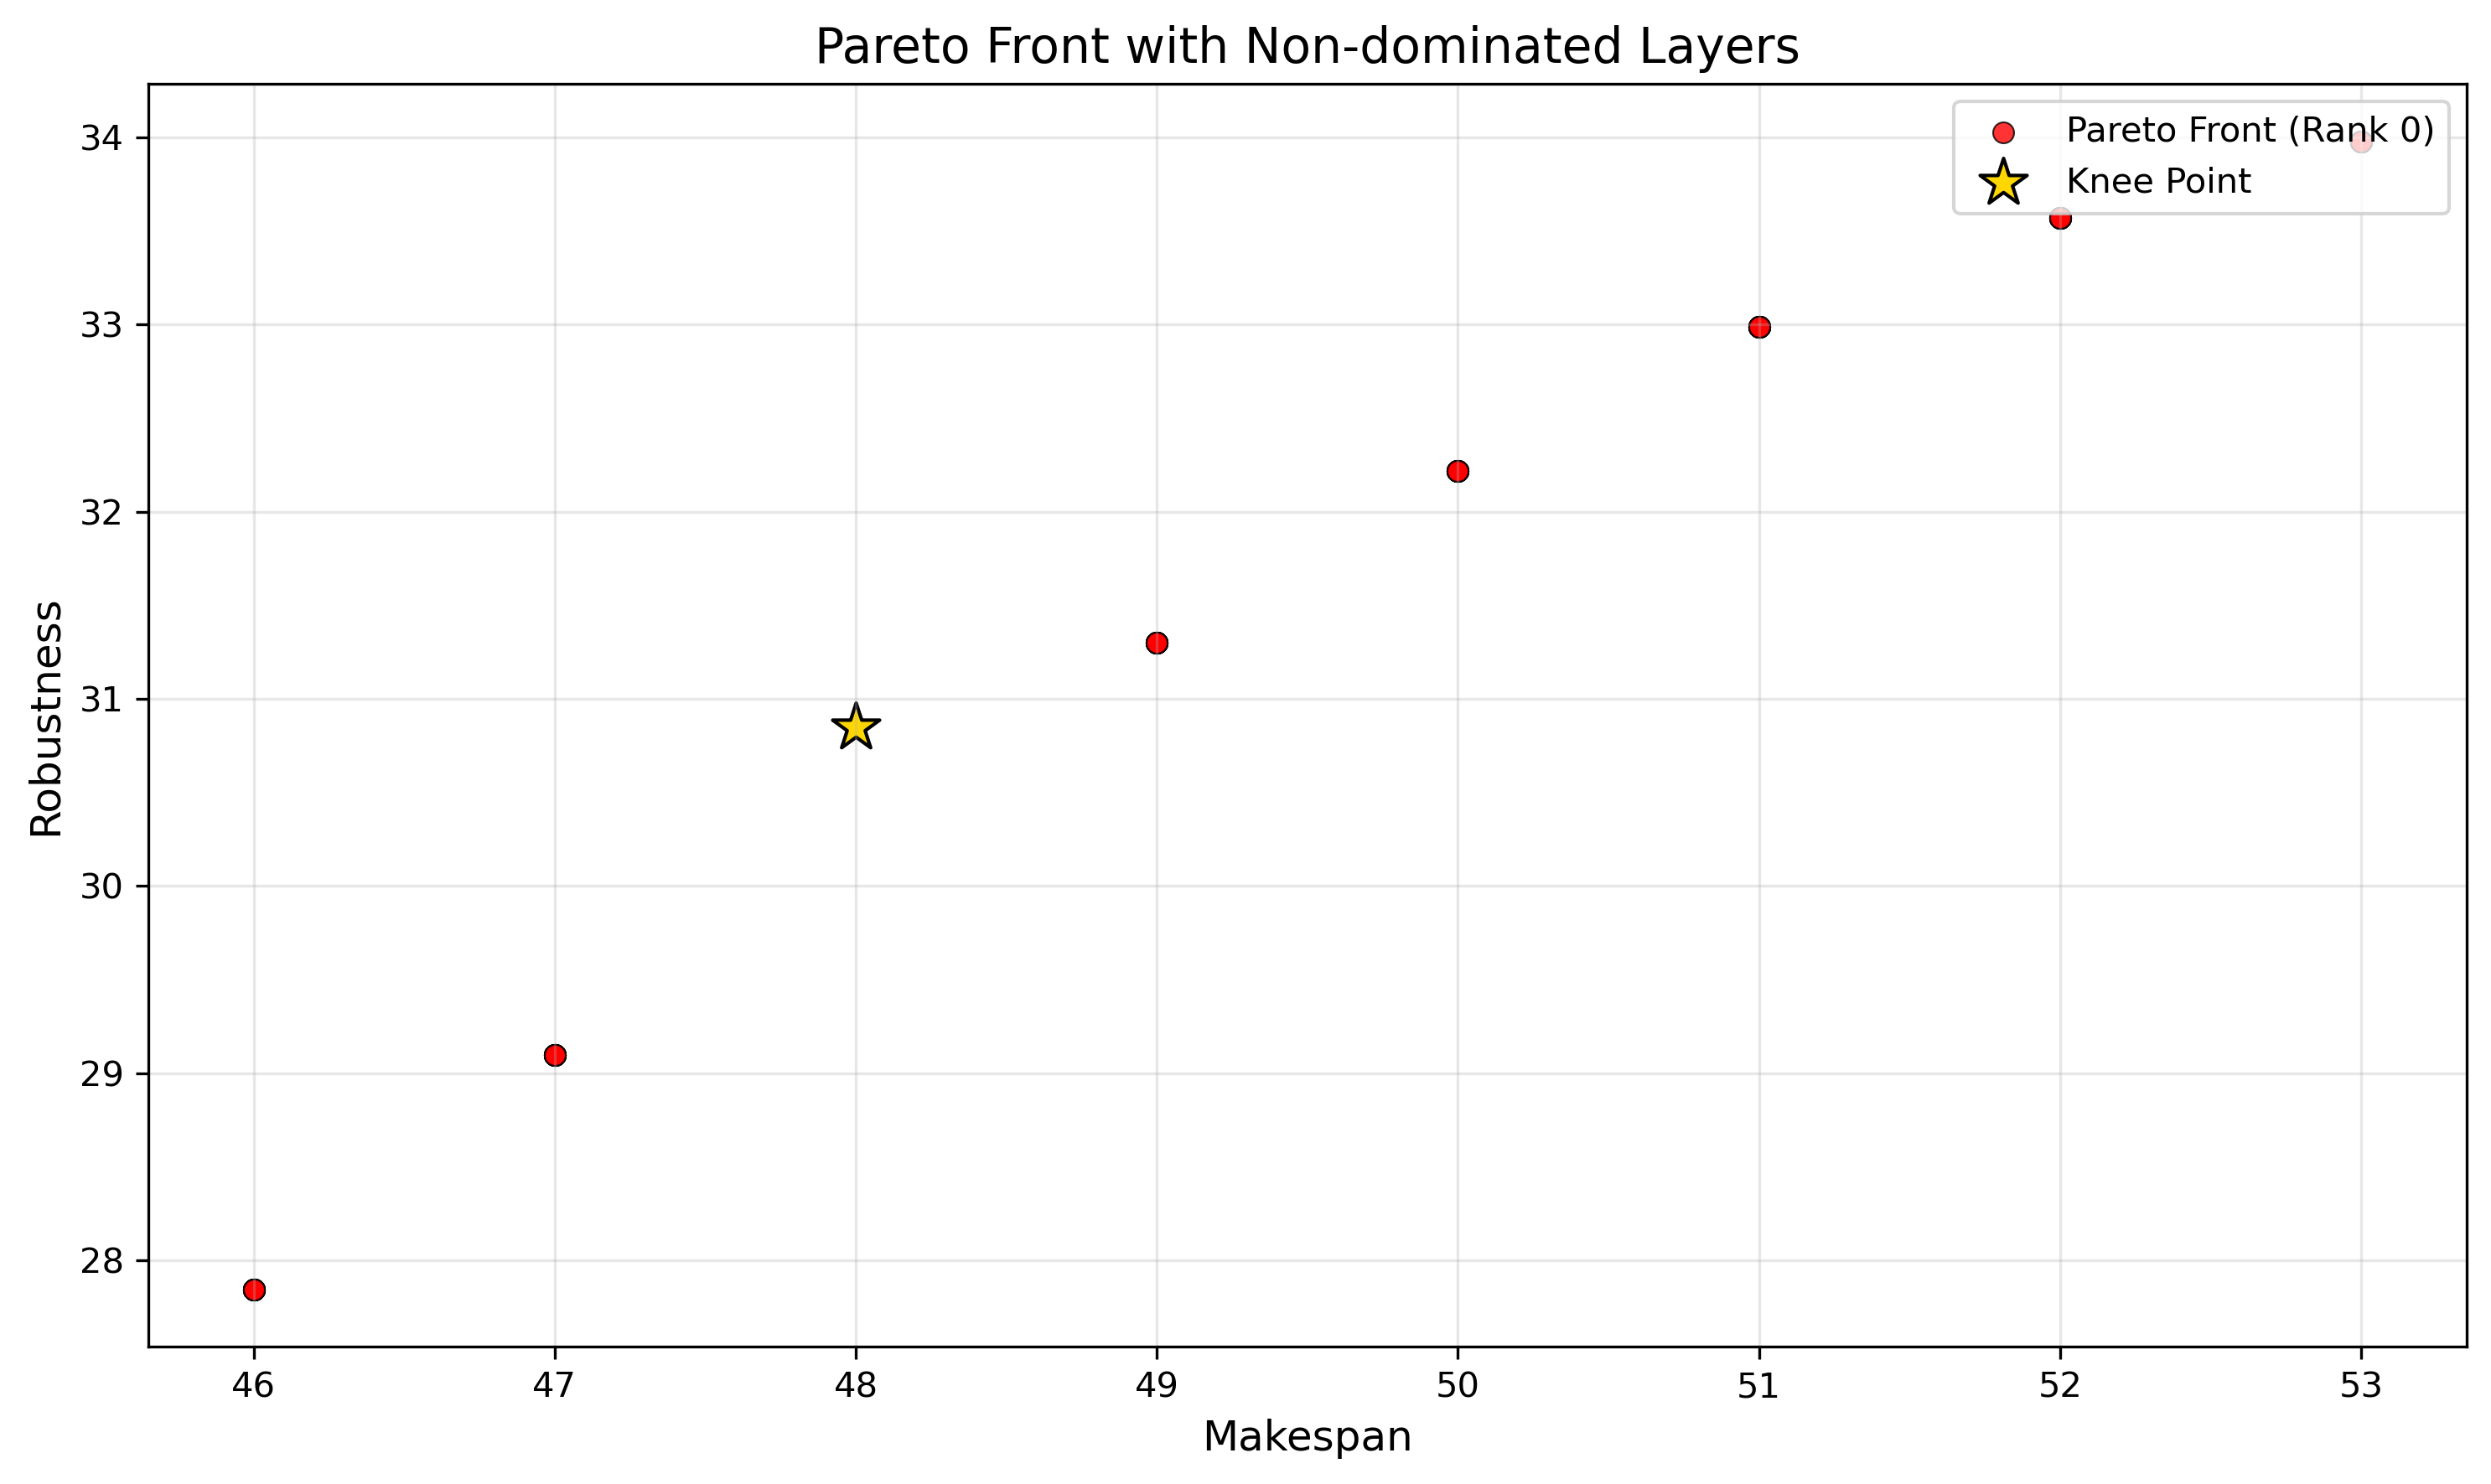 Pareto Front with Non-dominated Layers
Pareto Front (Rank 0)
Knee Point
34
33
32
31
30
29
28
Robustness
46 47 48 49 50 51 52 53
Makespan